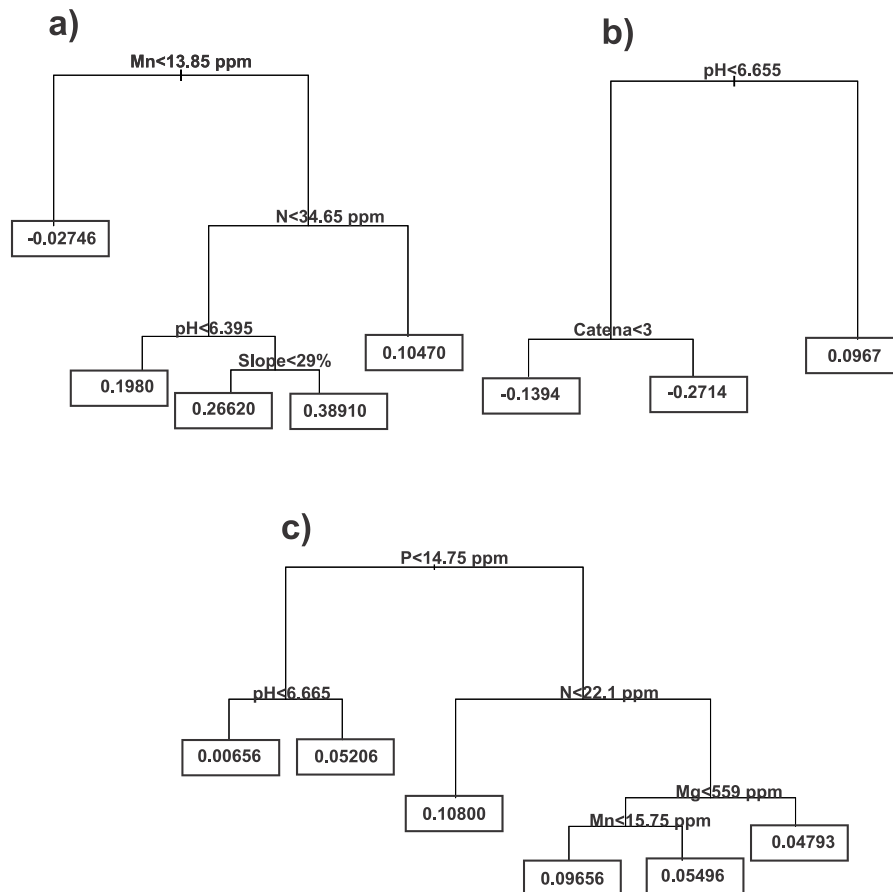 a)
Mn<13.85 ppm
-0.02746
N<34.65 ppm
pH<6.395
0.1980
Slope<29%
0.26620
0.38910
0.10470
b)
pH<6.655
Catena<3
-0.1394
-0.2714
0.0967
c)
P<14.75 ppm
pH<6.665
0.00656
0.05206
N<22.1 ppm
0.10800
Mg<559 ppm
Mn<15.75 ppm
0.09656
0.05496
0.04793